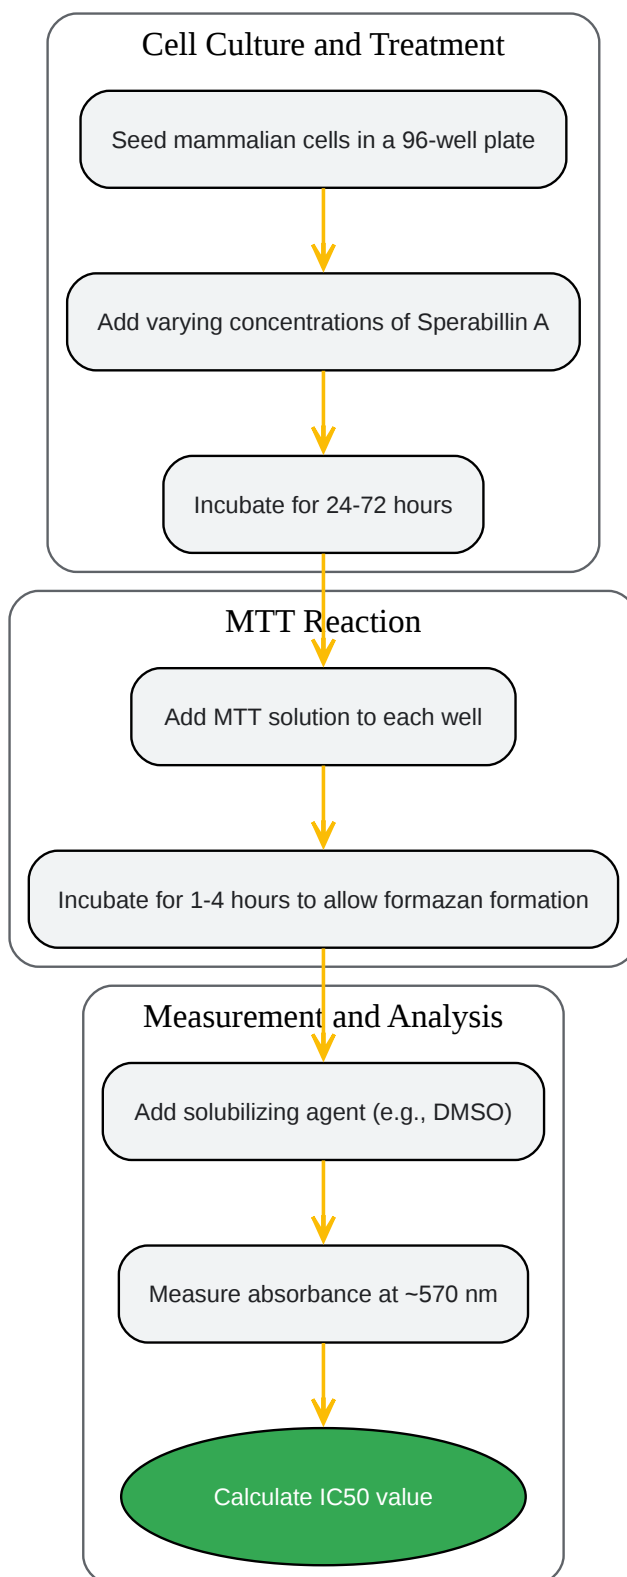 Cell Culture and Treatment
Seed mammalian cells in a 96-well plate
Add varying concentrations of Sperabillin A
Incubate for 24-72 hours
MTT Reaction
Add MTT solution to each well
Incubate for 1-4 hours to allow formazan formation
Measurement and Analysis
Add solubilizing agent (e.g., DMSO)
Measure absorbance at ~570 nm
Calculate IC50 value